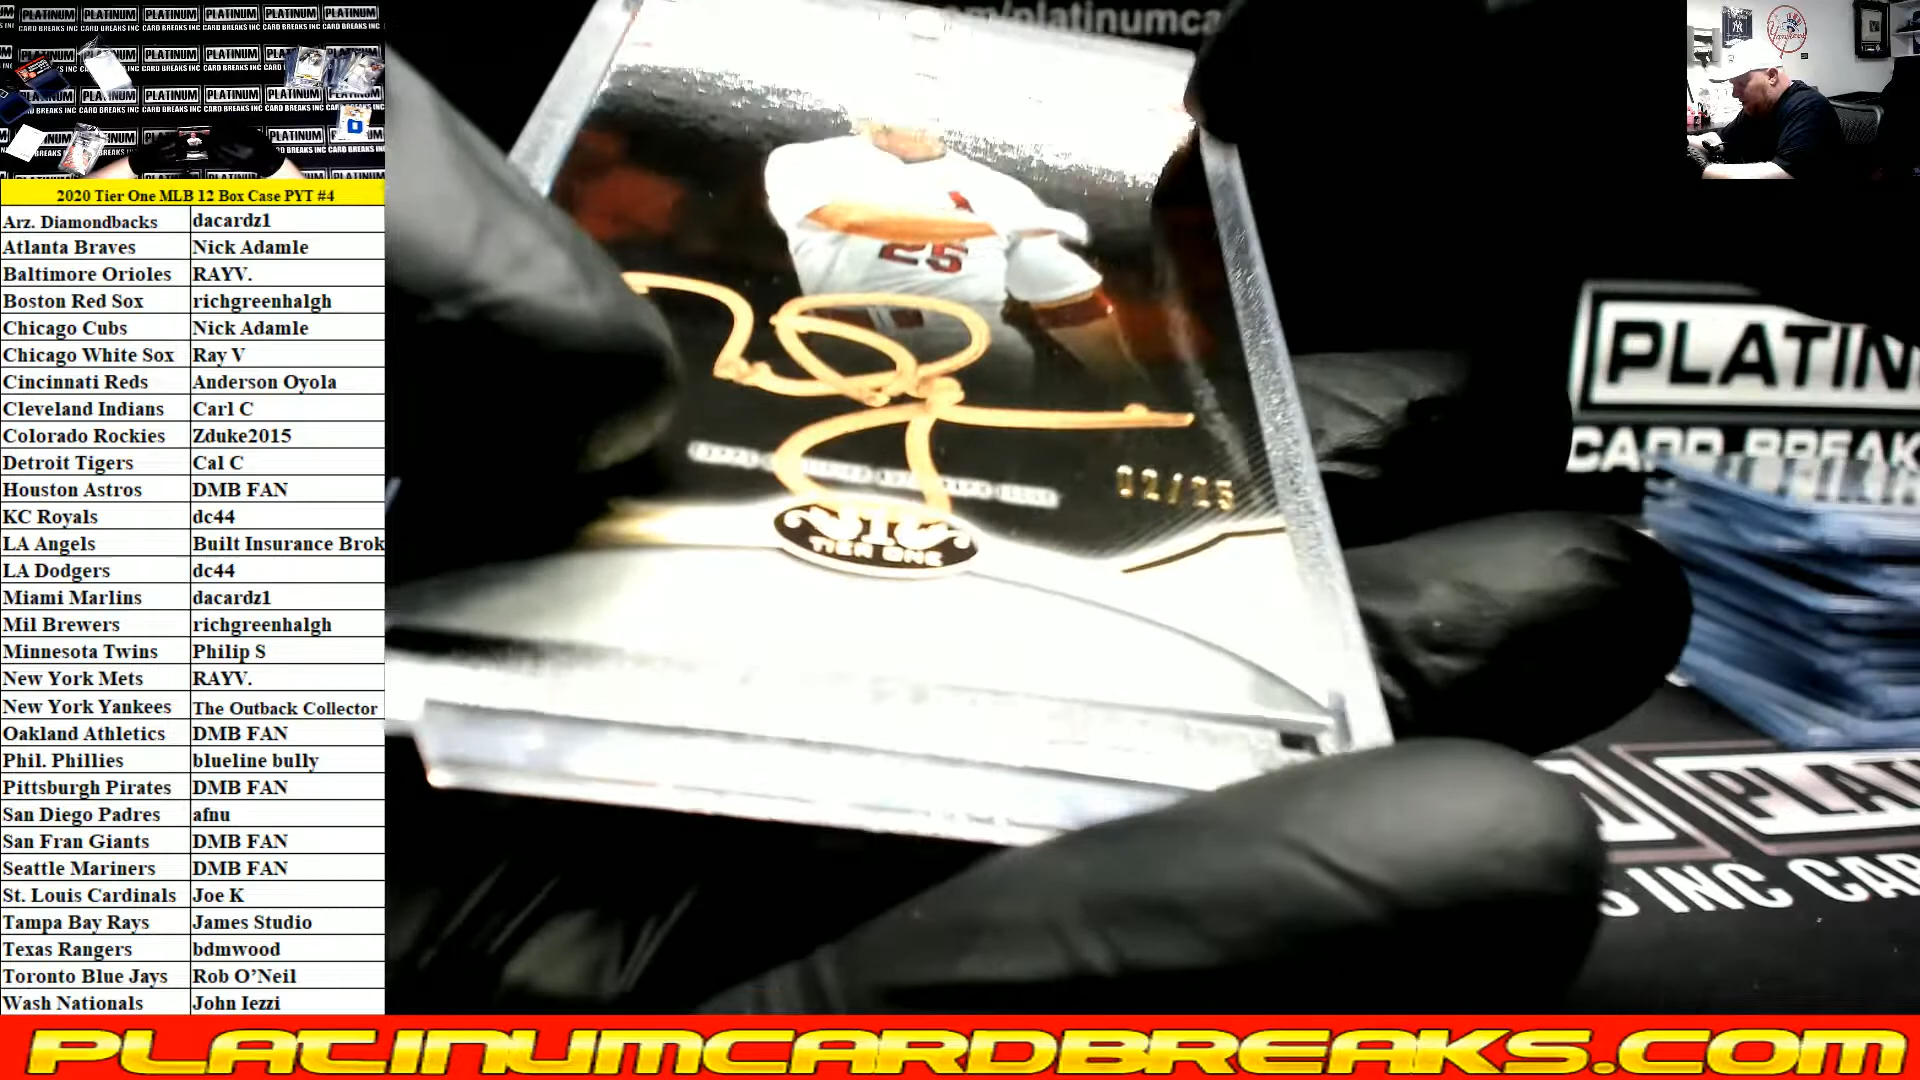 2020 Tier One MLB 12 Box Case PYT #4
Arz. Diamondbacks dacardz1
Atlanta Braves Nick Adamle
Baltimore Orioles RAYV.
Boston Red Sox richgreenhalgh
Chicago Cubs Nick Adamle
Chicago White Sox Ray V
Cincinnati Reds Anderson Oyola
Cleveland Indians Carl C
Colorado Rockies Zduke2015
Detroit Tigers Cal C
Houston Astros DMB FAN
KC Royals dc44
LA Angels Built Insurance Brok
LA Dodgers dc44
Miami Marlins dacardz1
Mil Brewers richgreenhalgh
Minnesota Twins Philip S
New York Mets RAYV.
New York Yankees The Outback Collector
Oakland Athletics DMB FAN
Phil. Phillies blueline bully
Pittsburgh Pirates DMB FAN
San Diego Padres afnu
San Fran Giants DMB FAN
Seattle Mariners DMB FAN
St. Louis Cardinals Joe K
Tampa Bay Rays James Studio
Texas Rangers bdmwood
Toronto Blue Jays Rob O'Neil
Wash Nationals John Iezzi
25
02/25
TIER ONE
PLATIN
CARD BREAKS
INC CAR
PLATINUMCARDBREAKS.COM